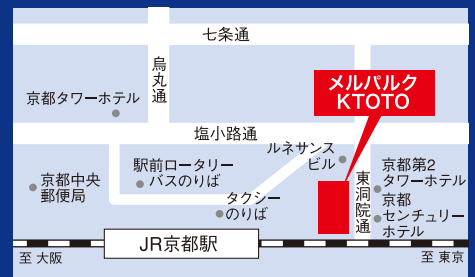 七条通
烏丸通
メルパルク
KTOTO
京都タワーホテル
塩小路通
ルネサンス
ビル
駅前ロータリー
バスのりば
京都第2
タワーホテル
京都中央
郵便局
東洞院通
タクシー
のりば
京都
センチュリー
ホテル
JR京都駅
至 大阪
至 東京